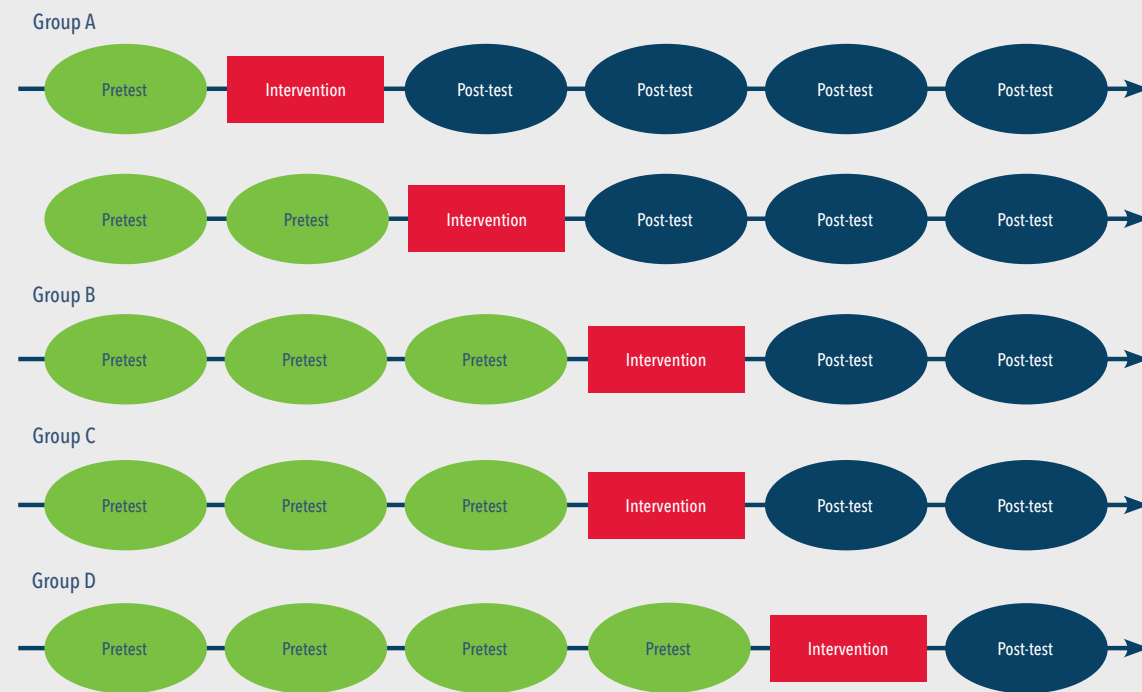 Group A
Pretest Intervention Post-test Post-test Post-test Post-test
Pretest Pretest Intervention Post-test Post-test Post-test
Group B
Pretest Pretest Pretest Intervention Post-test Post-test
Group C
Pretest Pretest Pretest Intervention Post-test Post-test
Group D
Pretest Pretest Pretest Pretest Intervention Post-test